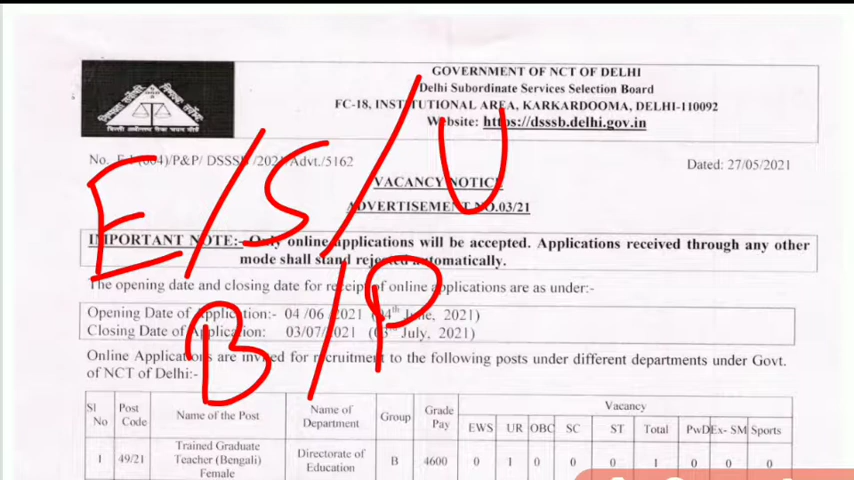 GOVERNMENT OF NCT OF DELHI
Delhi Subordinate Services Selection Board
FC-18, INSTITUTIONAL AREA, KARKARDOOMA, DELHI-110092
Website: https://dsssb.delhi.gov.in
/P&P/ DSSSB /2021 Advt./5162 Dated: 27/05/2021
VACANCY NOTICE
ADVERTISEMENT NO.03/21
IMPORTANT NOTE:- Only online applications will be accepted. Applications received through any other
mode shall stand rejected automatically.
The opening date and closing date for receipt of online applications are as under:-
Opening Date of Application:- 04 /06 /2021 (04th June, 2021)
Closing Date of Application: 03/07/2021 (03rd July, 2021)
Online Applications are invited for recruitment to the following posts under different departments under Govt.
of NCT of Delhi:-
Sl No Post Code Name of the Post Name of Department Group Grade Pay Vacancy
EWS UR OBC SC ST Total PwD Ex- SM Sports
1 49/21 Trained Graduate Teacher (Bengali) Female Directorate of Education B 4600 0 1 0 0 0 1 0 0 0
E/S/U
B/P